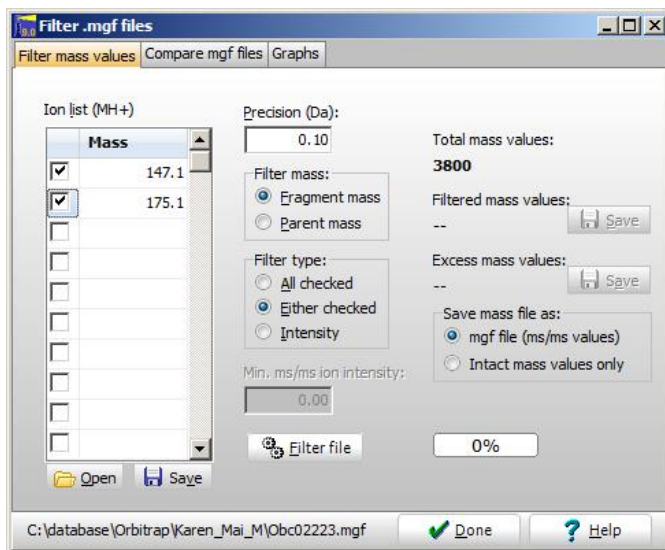 9.0 Filter .mgf files
Filter mass values Compare mgf files Graphs
Ion list (MH+)
Mass
147.1
175.1
Open Save
Precision (Da):
0.10
Filter mass:
Fragment mass
Parent mass
Filter type:
All checked
Either checked
Intensity
Min. ms/ms ion intensity:
0.00
Filter file
Total mass values:
3800
Filtered mass values:
-- Save
Excess mass values:
-- Save
Save mass file as:
mgf file (ms/ms values)
Intact mass values only
0%
C:\database\Orbitrap\Karen_Mai_M\Obc02223.mgf Done ? Help